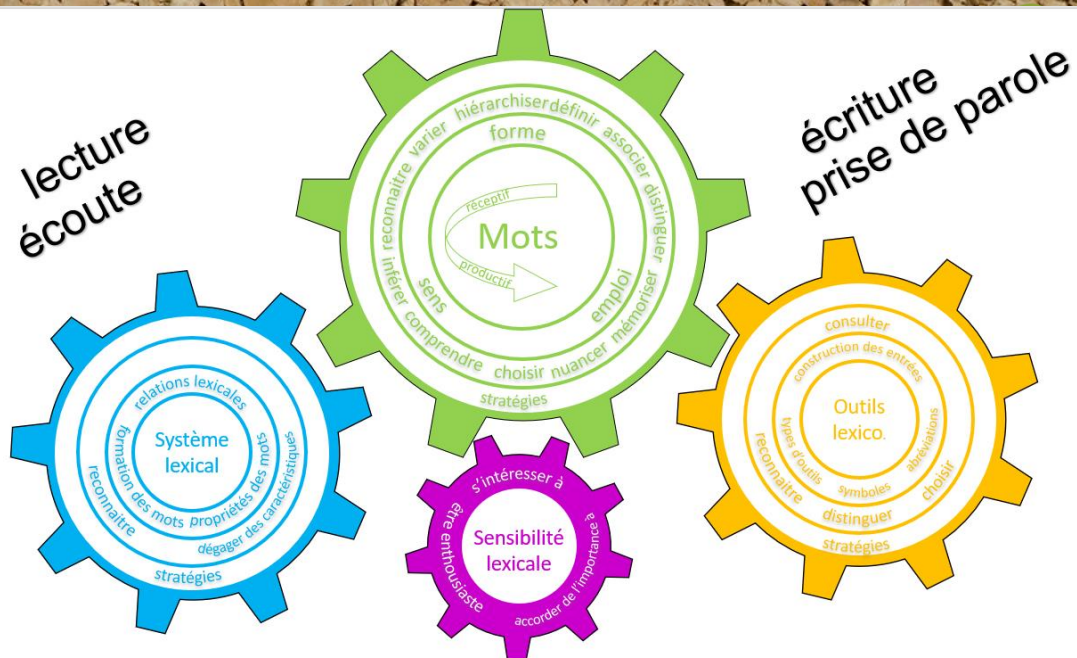 lecture
écoute
écriture
prise de parole
inférer reconnaitre varier hiérarchiser définir associer distinguer
comprendre choisir nuancer mémoriser
stratégies
forme
sens
emploi
réceptif
Mots
productif
relations lexicales
formation des mots
propriétés des mots
Système
lexical
reconnaitre
dégager des caractéristiques
stratégies
s'intéresser à
être enthousiaste
accorder de l'importance à
Sensibilité
lexicale
consulter
construction des entrées
types d'outils
symboles
abréviations
Outils
lexico.
reconnaitre
distinguer
choisir
stratégies